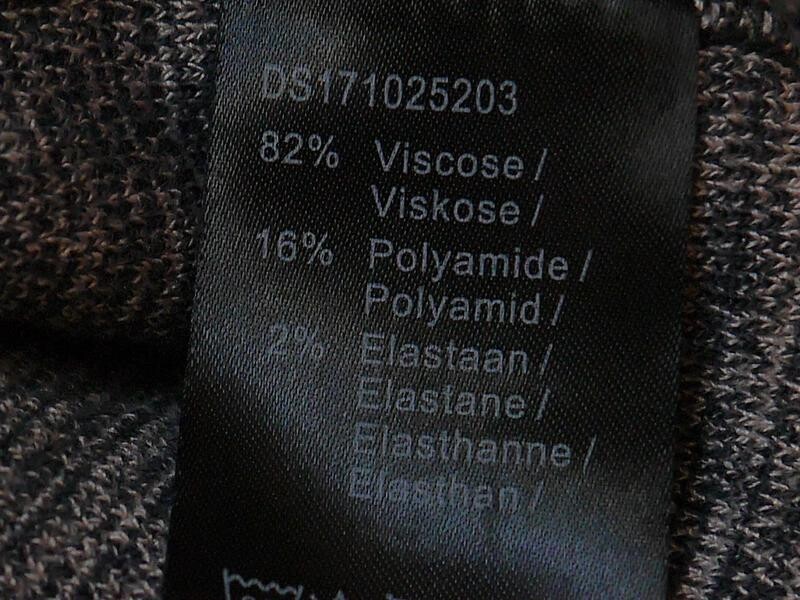 DS171025203
82% Viscose /
Viskose /
16% Polyamide /
Polyamid /
2% Elastaan /
Elastane /
Elasthanne /
Elasthan /